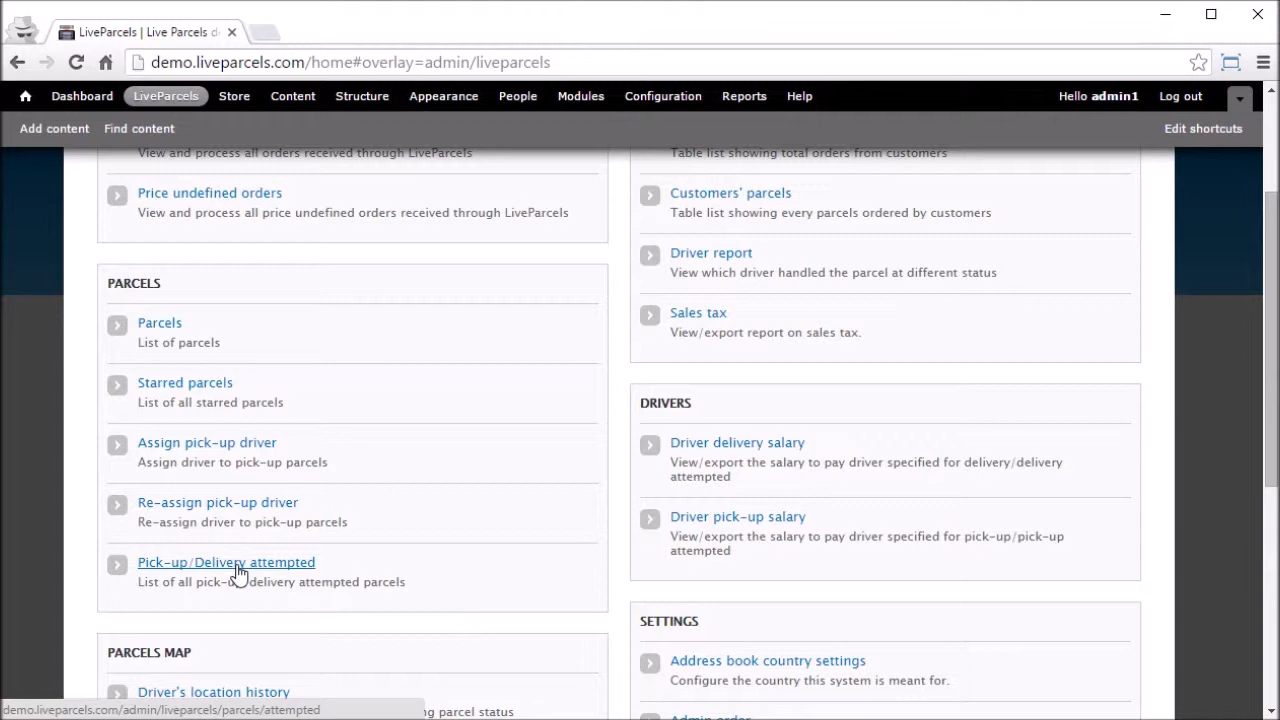 LiveParcels | Live Parcels d
demo.liveparcels.com/home#overlay=admin/liveparcels
Dashboard LiveParcels Store Content Structure Appearance People Modules Configuration Reports Help Hello admin1 Log out
Add content Find content Edit shortcuts
View and process all orders received through LiveParcels
Price undefined orders
View and process all price undefined orders received through LiveParcels
PARCELS
Parcels
List of parcels
Starred parcels
List of all starred parcels
Assign pick-up driver
Assign driver to pick-up parcels
Re-assign pick-up driver
Re-assign driver to pick-up parcels
Pick-up/Delivery attempted
List of all pick-up/delivery attempted parcels
PARCELS MAP
Driver's location history
ng parcel status
Table list showing total orders from customers
Customers' parcels
Table list showing every parcels ordered by customers
Driver report
View which driver handled the parcel at different status
Sales tax
View/export report on sales tax.
DRIVERS
Driver delivery salary
View/export the salary to pay driver specified for delivery/delivery
attempted
Driver pick-up salary
View/export the salary to pay driver specified for pick-up/pick-up
attempted
SETTINGS
Address book country settings
Configure the country this system is meant for.
Admin order
demo.liveparcels.com/admin/liveparcels/parcels/attempted